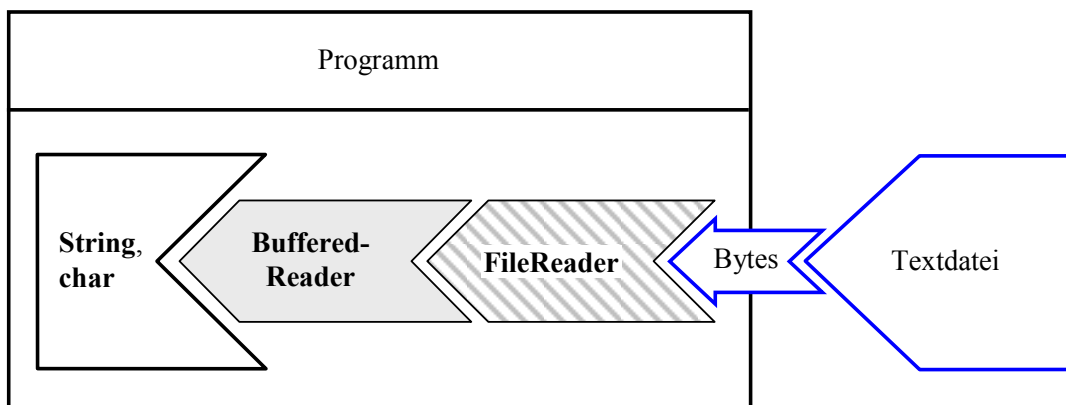 Programm
String,
char
Buffered-
Reader
FileReader
Bytes
Textdatei